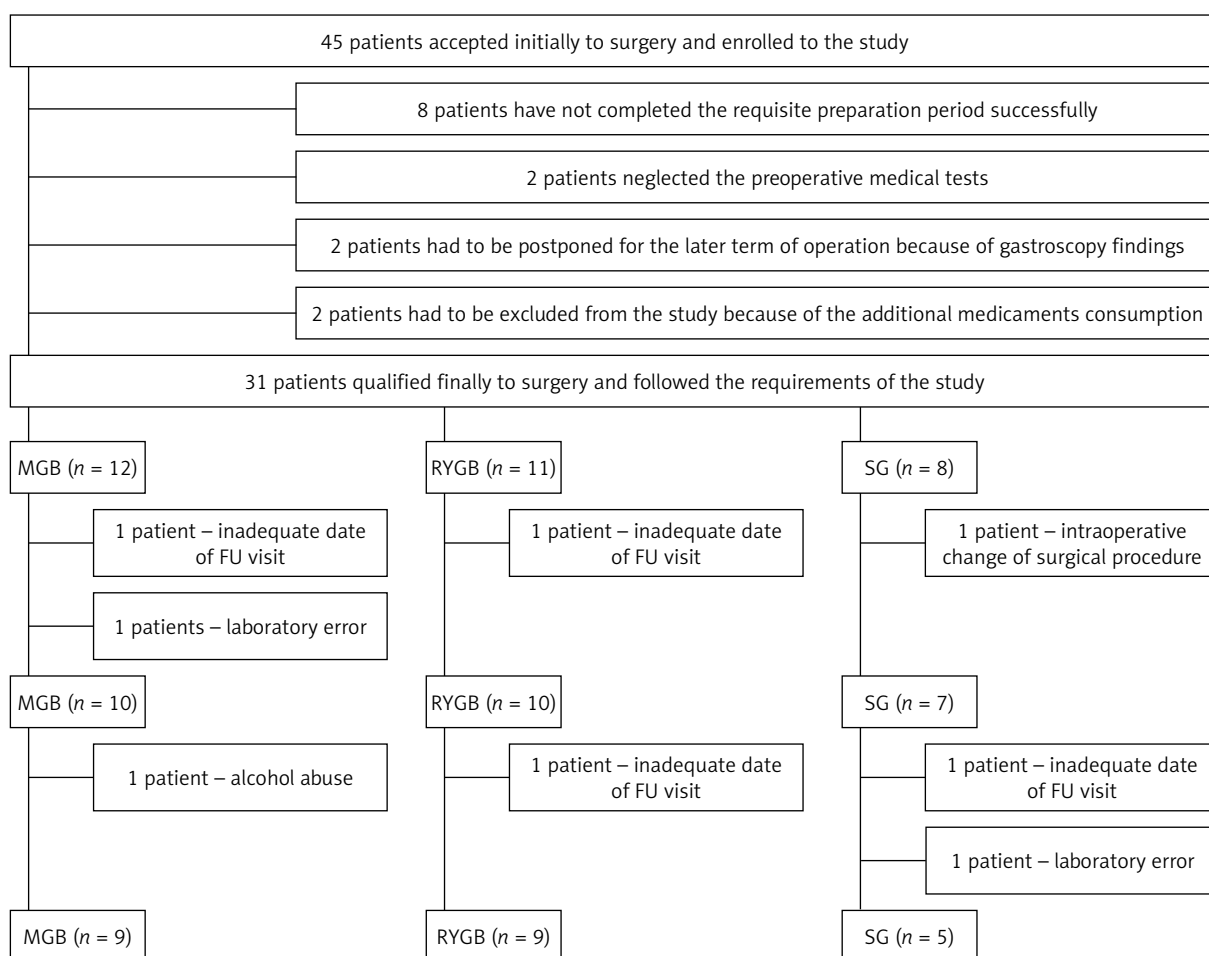 45 patients accepted initially to surgery and enrolled to the study
8 patients have not completed the requisite preparation period successfully
2 patients neglected the preoperative medical tests
2 patients had to be postponed for the later term of operation because of gastroscopy findings
2 patients had to be excluded from the study because of the additional medicaments consumption
31 patients qualified finally to surgery and followed the requirements of the study
MGB (n = 12)
RYGB (n = 11)
SG (n = 8)
1 patient – inadequate date
of FU visit
1 patient – inadequate date
of FU visit
1 patient – intraoperative
change of surgical procedure
1 patients – laboratory error
MGB (n = 10)
RYGB (n = 10)
SG (n = 7)
1 patient – alcohol abuse
1 patient – inadequate date
of FU visit
1 patient – inadequate date
of FU visit
1 patient – laboratory error
MGB (n = 9)
RYGB (n = 9)
SG (n = 5)